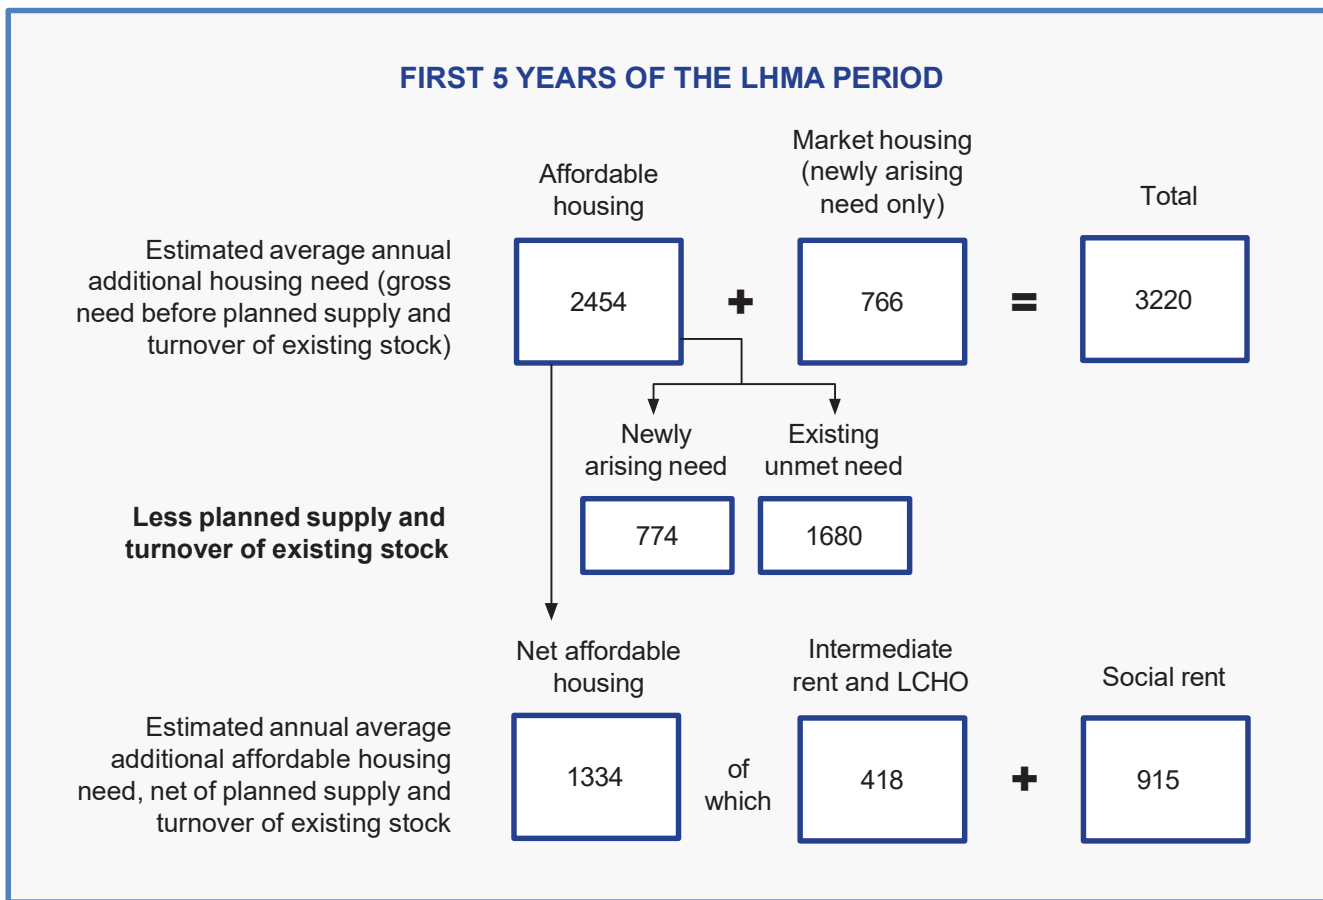 FIRST 5 YEARS OF THE LHMA PERIOD
Affordable
housing
Market housing
(newly arising
need only)
Total
Estimated average annual
additional housing need (gross
need before planned supply and
turnover of existing stock)
2454
+
766
=
3220
Newly
arising need
Existing
unmet need
Less planned supply and
turnover of existing stock
774
1680
Net affordable
housing
Intermediate
rent and LCHO
Social rent
Estimated annual average
additional affordable housing
need, net of planned supply and
turnover of existing stock
1334
of
which
418
+
915